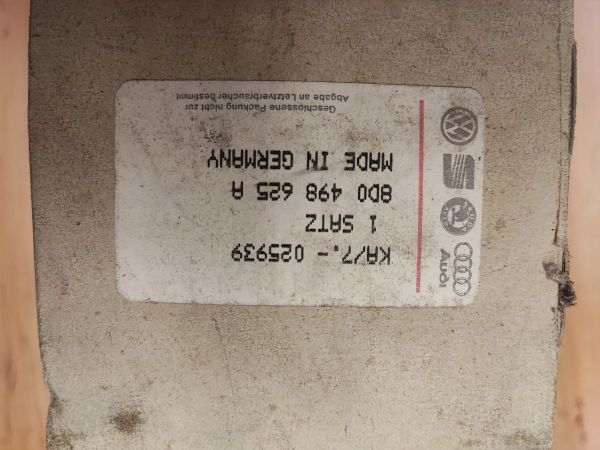 Audi
KA/7.- 025939
1 SATZ
8D0 498 625 A
MADE IN GERMANY
Geschlossene Packung nicht zur
Abgabe an Letztverbraucher bestimmt